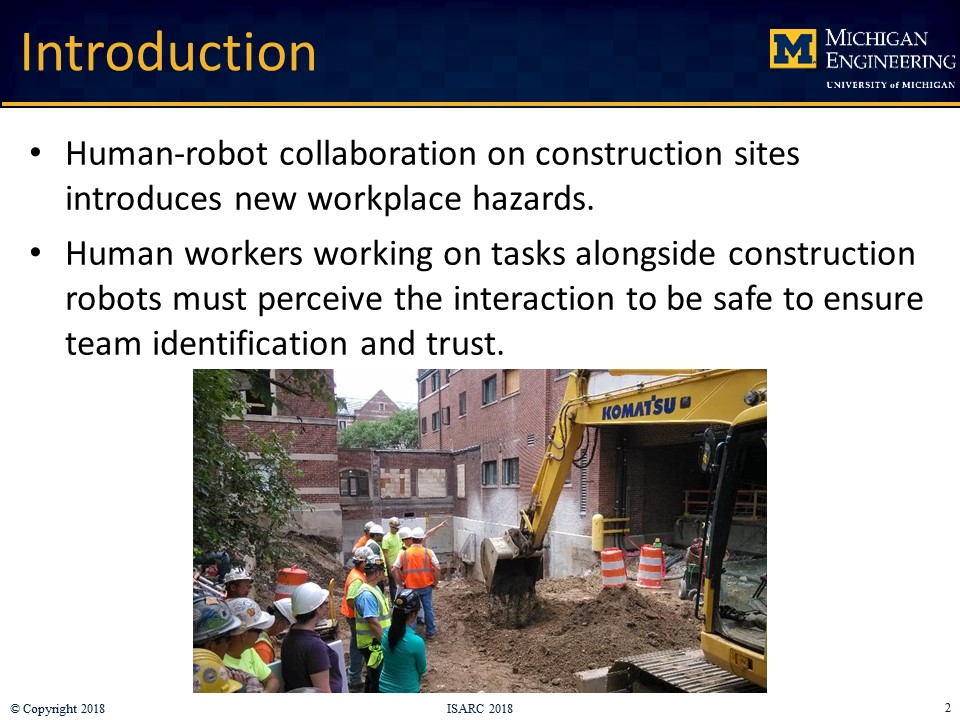 Introduction
M
MICHIGAN
ENGINEERING
UNIVERSITY of MICHIGAN
• Human-robot collaboration on construction sites
introduces new workplace hazards.
• Human workers working on tasks alongside construction
robots must perceive the interaction to be safe to ensure
team identification and trust.
KOMATSU
© Copyright 2018
ISARC 2018
2